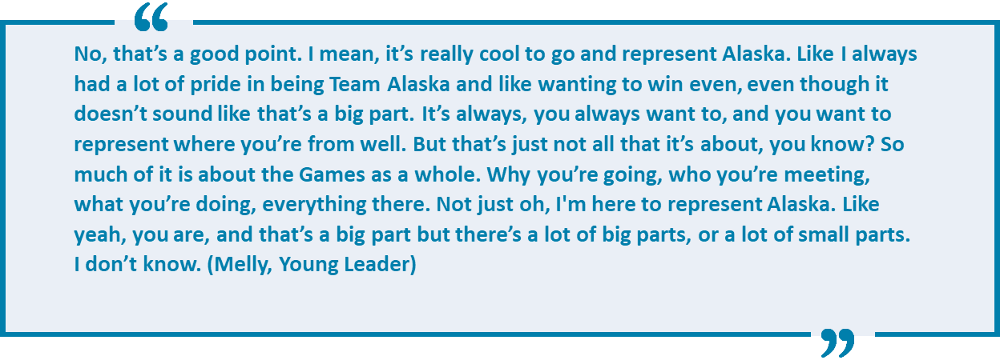 “
No, that’s a good point. I mean, it’s really cool to go and represent Alaska. Like I always
had a lot of pride in being Team Alaska and like wanting to win even, even though it
doesn’t sound like that’s a big part. It’s always, you always want to, and you want to
represent where you’re from well. But that’s just not all that it’s about, you know? So
much of it is about the Games as a whole. Why you’re going, who you’re meeting,
what you’re doing, everything there. Not just oh, I'm here to represent Alaska. Like
yeah, you are, and that’s a big part but there’s a lot of big parts, or a lot of small parts.
I don’t know. (Melly, Young Leader)
”